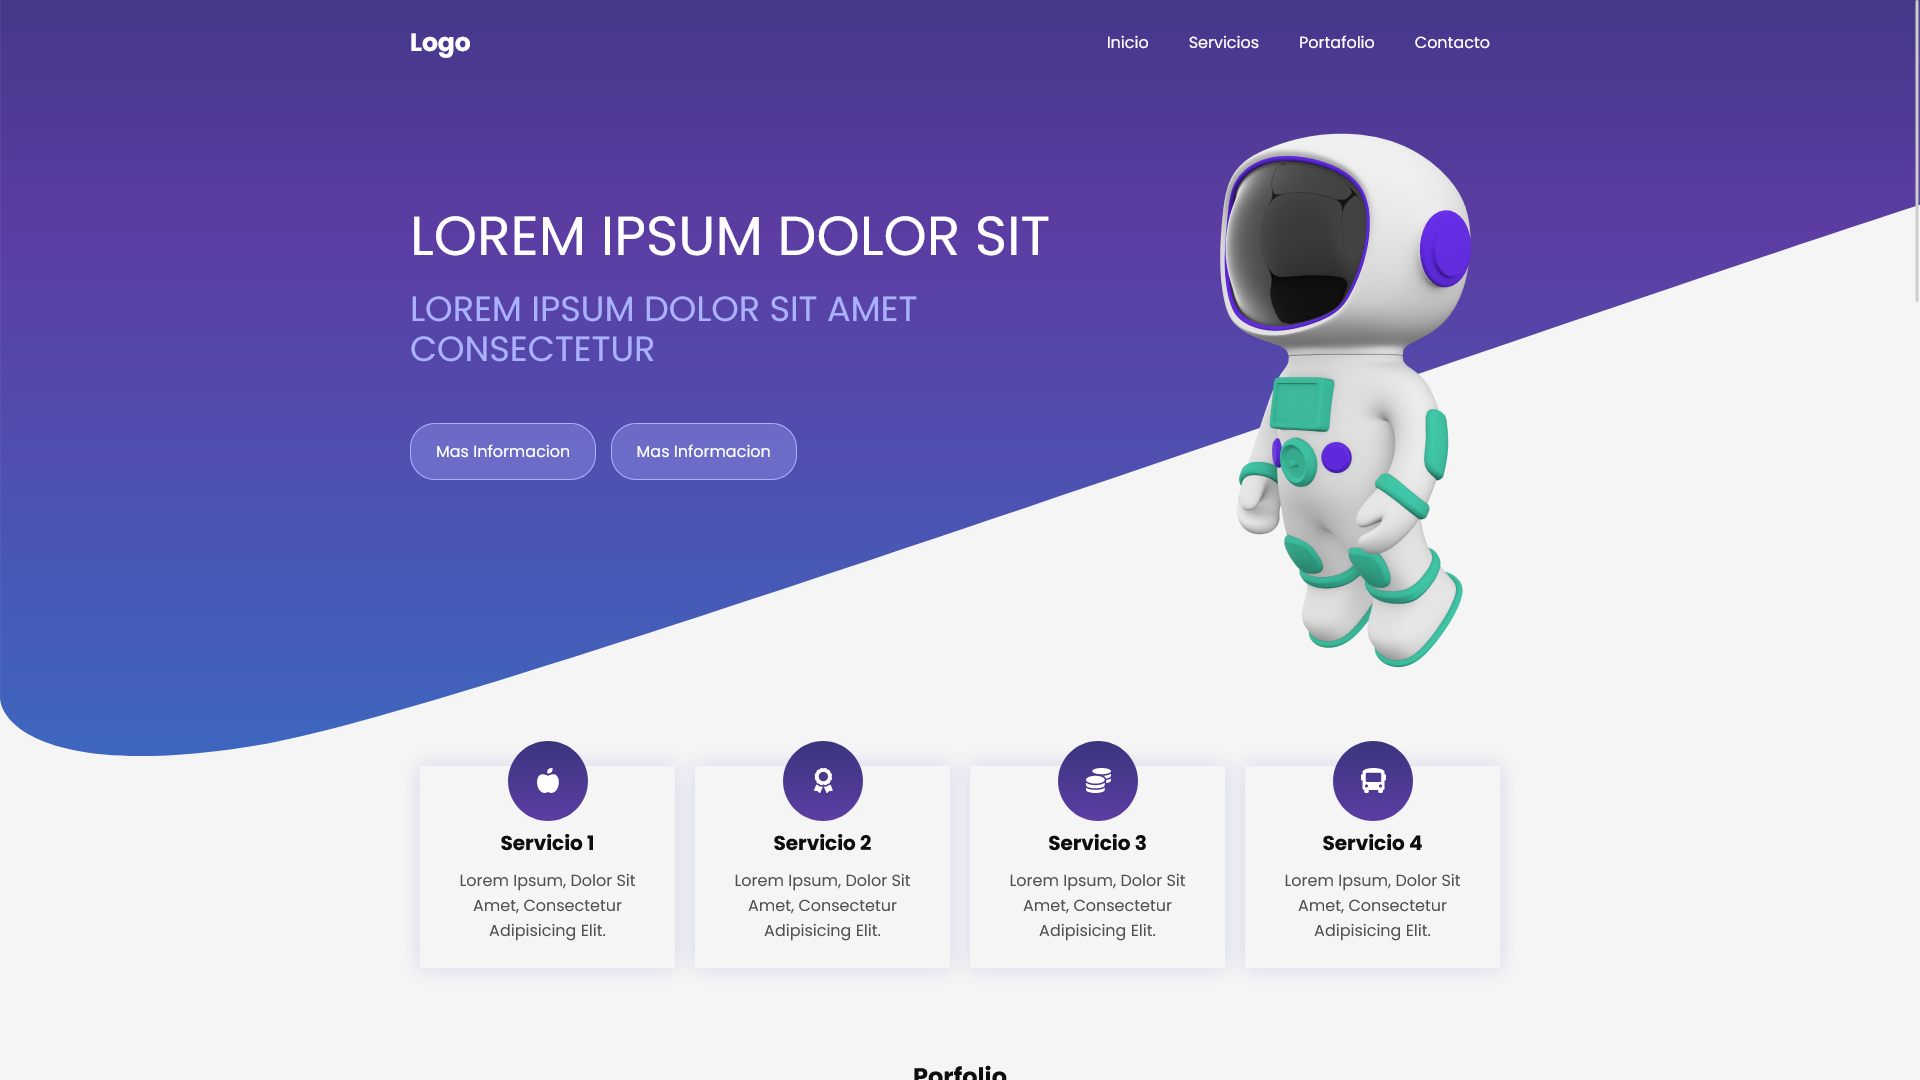 Logo
Inicio
Servicios
Portafolio
Contacto
LOREM IPSUM DOLOR SIT
LOREM IPSUM DOLOR SIT AMET
CONSECTETUR
Mas Informacion
Mas Informacion
Servicio 1
Lorem Ipsum, Dolor Sit
Amet, Consectetur
Adipisicing Elit.
Servicio 2
Lorem Ipsum, Dolor Sit
Amet, Consectetur
Adipisicing Elit.
Servicio 3
Lorem Ipsum, Dolor Sit
Amet, Consectetur
Adipisicing Elit.
Servicio 4
Lorem Ipsum, Dolor Sit
Amet, Consectetur
Adipisicing Elit.
Porfolio